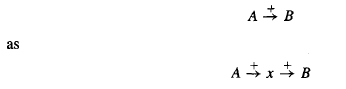 A →⁺ B
as
A →⁺ x →⁺ B